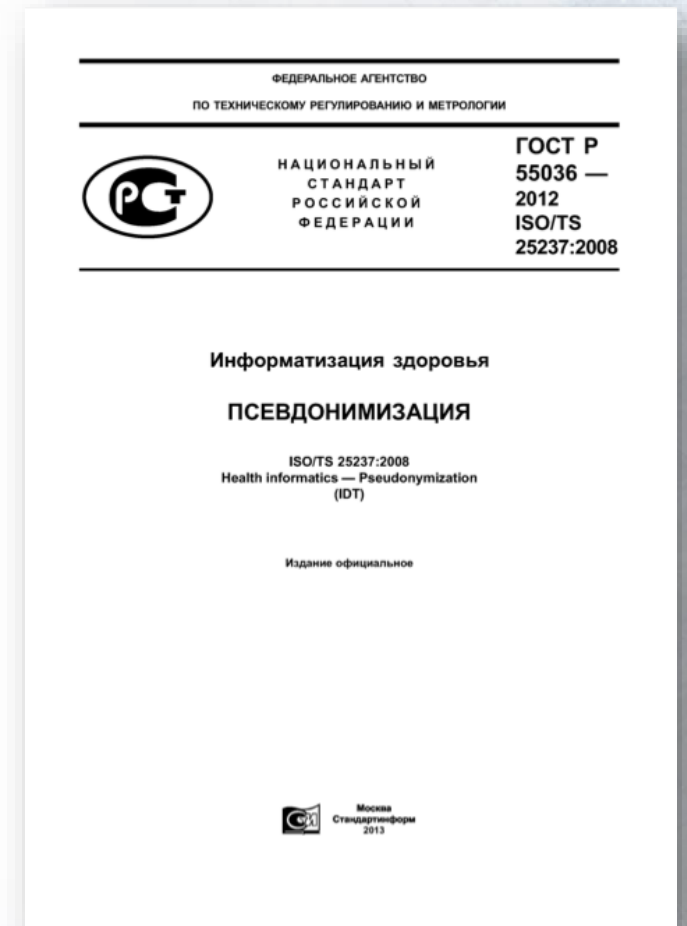 ФЕДЕРАЛЬНОЕ АГЕНТСТВО
ПО ТЕХНИЧЕСКОМУ РЕГУЛИРОВАНИЮ И МЕТРОЛОГИИ
РСТ
НАЦИОНАЛЬНЫЙ
СТАНДАРТ
РОССИЙСКОЙ
ФЕДЕРАЦИИ
ГОСТ Р
55036 —
2012
ISO/TS
25237:2008
Информатизация здоровья
ПСЕВДОНИМИЗАЦИЯ
ISO/TS 25237:2008
Health informatics — Pseudonymization
(IDT)
Издание официальное
Москва
Стандартинформ
2013